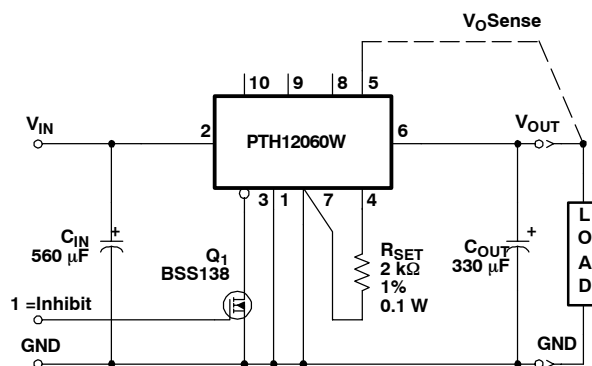 VOSense
10
9
8
5
VIN
2
PTH12060W
6
VOUT
3
1
7
4
+
CIN
560 μF
Q1
BSS138
RSET
2 kΩ
1%
0.1 W
+
COUT
330 μF
L
O
A
D
1 =Inhibit
GND
GND